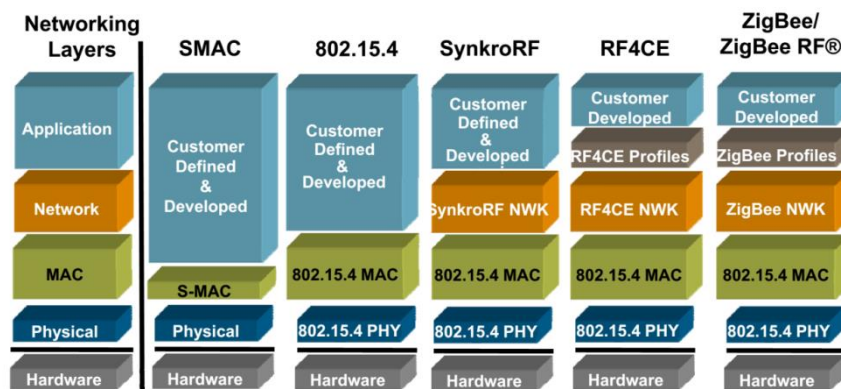 Networking
Layers
SMAC
802.15.4
SynkroRF
RF4CE
ZigBee/
ZigBee RF®
Application
Customer
Defined
&
Developed
Customer
Defined
&
Developed
Customer
Defined
&
Developed
Customer
Developed
RF4CE Profiles
Customer
Developed
ZigBee Profiles
Network
SynkroRF NWK
RF4CE NWK
ZigBee NWK
MAC
S-MAC
802.15.4 MAC
802.15.4 MAC
802.15.4 MAC
802.15.4 MAC
Physical
Physical
802.15.4 PHY
802.15.4 PHY
802.15.4 PHY
802.15.4 PHY
Hardware
Hardware
Hardware
Hardware
Hardware
Hardware